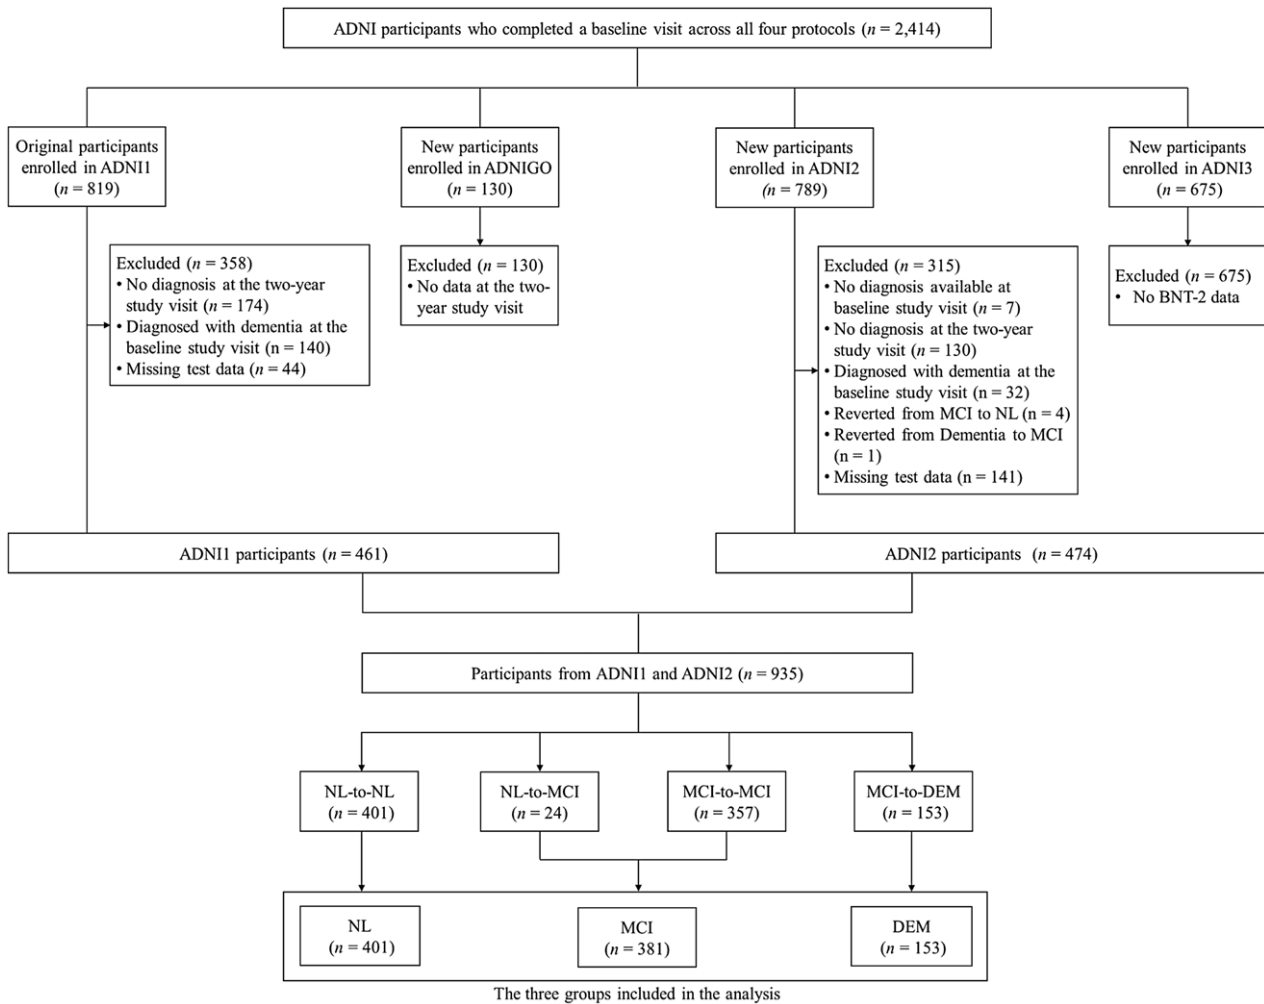 ADNI participants who completed a baseline visit across all four protocols (n = 2,414)
Original participants
enrolled in ADNI1
(n = 819)
New participants
enrolled in ADNIGO
(n = 130)
New participants
enrolled in ADNI2
(n = 789)
New participants
enrolled in ADNI3
(n = 675)
Excluded (n = 358)
• No diagnosis at the two-year
study visit (n = 174)
• Diagnosed with dementia at the
baseline study visit (n = 140)
• Missing test data (n = 44)
Excluded (n = 130)
• No data at the two-
year study visit
Excluded (n = 315)
• No diagnosis available at
baseline study visit (n = 7)
• No diagnosis at the two-year
study visit (n = 130)
• Diagnosed with dementia at the
baseline study visit (n = 32)
• Reverted from MCI to NL (n = 4)
• Reverted from Dementia to MCI
(n = 1)
• Missing test data (n = 141)
Excluded (n = 675)
• No BNT-2 data
ADNI1 participants (n = 461)
ADNI2 participants (n = 474)
Participants from ADNI1 and ADNI2 (n = 935)
NL-to-NL
(n = 401)
NL-to-MCI
(n = 24)
MCI-to-MCI
(n = 357)
MCI-to-DEM
(n = 153)
NL
(n = 401)
MCI
(n = 381)
DEM
(n = 153)
The three groups included in the analysis